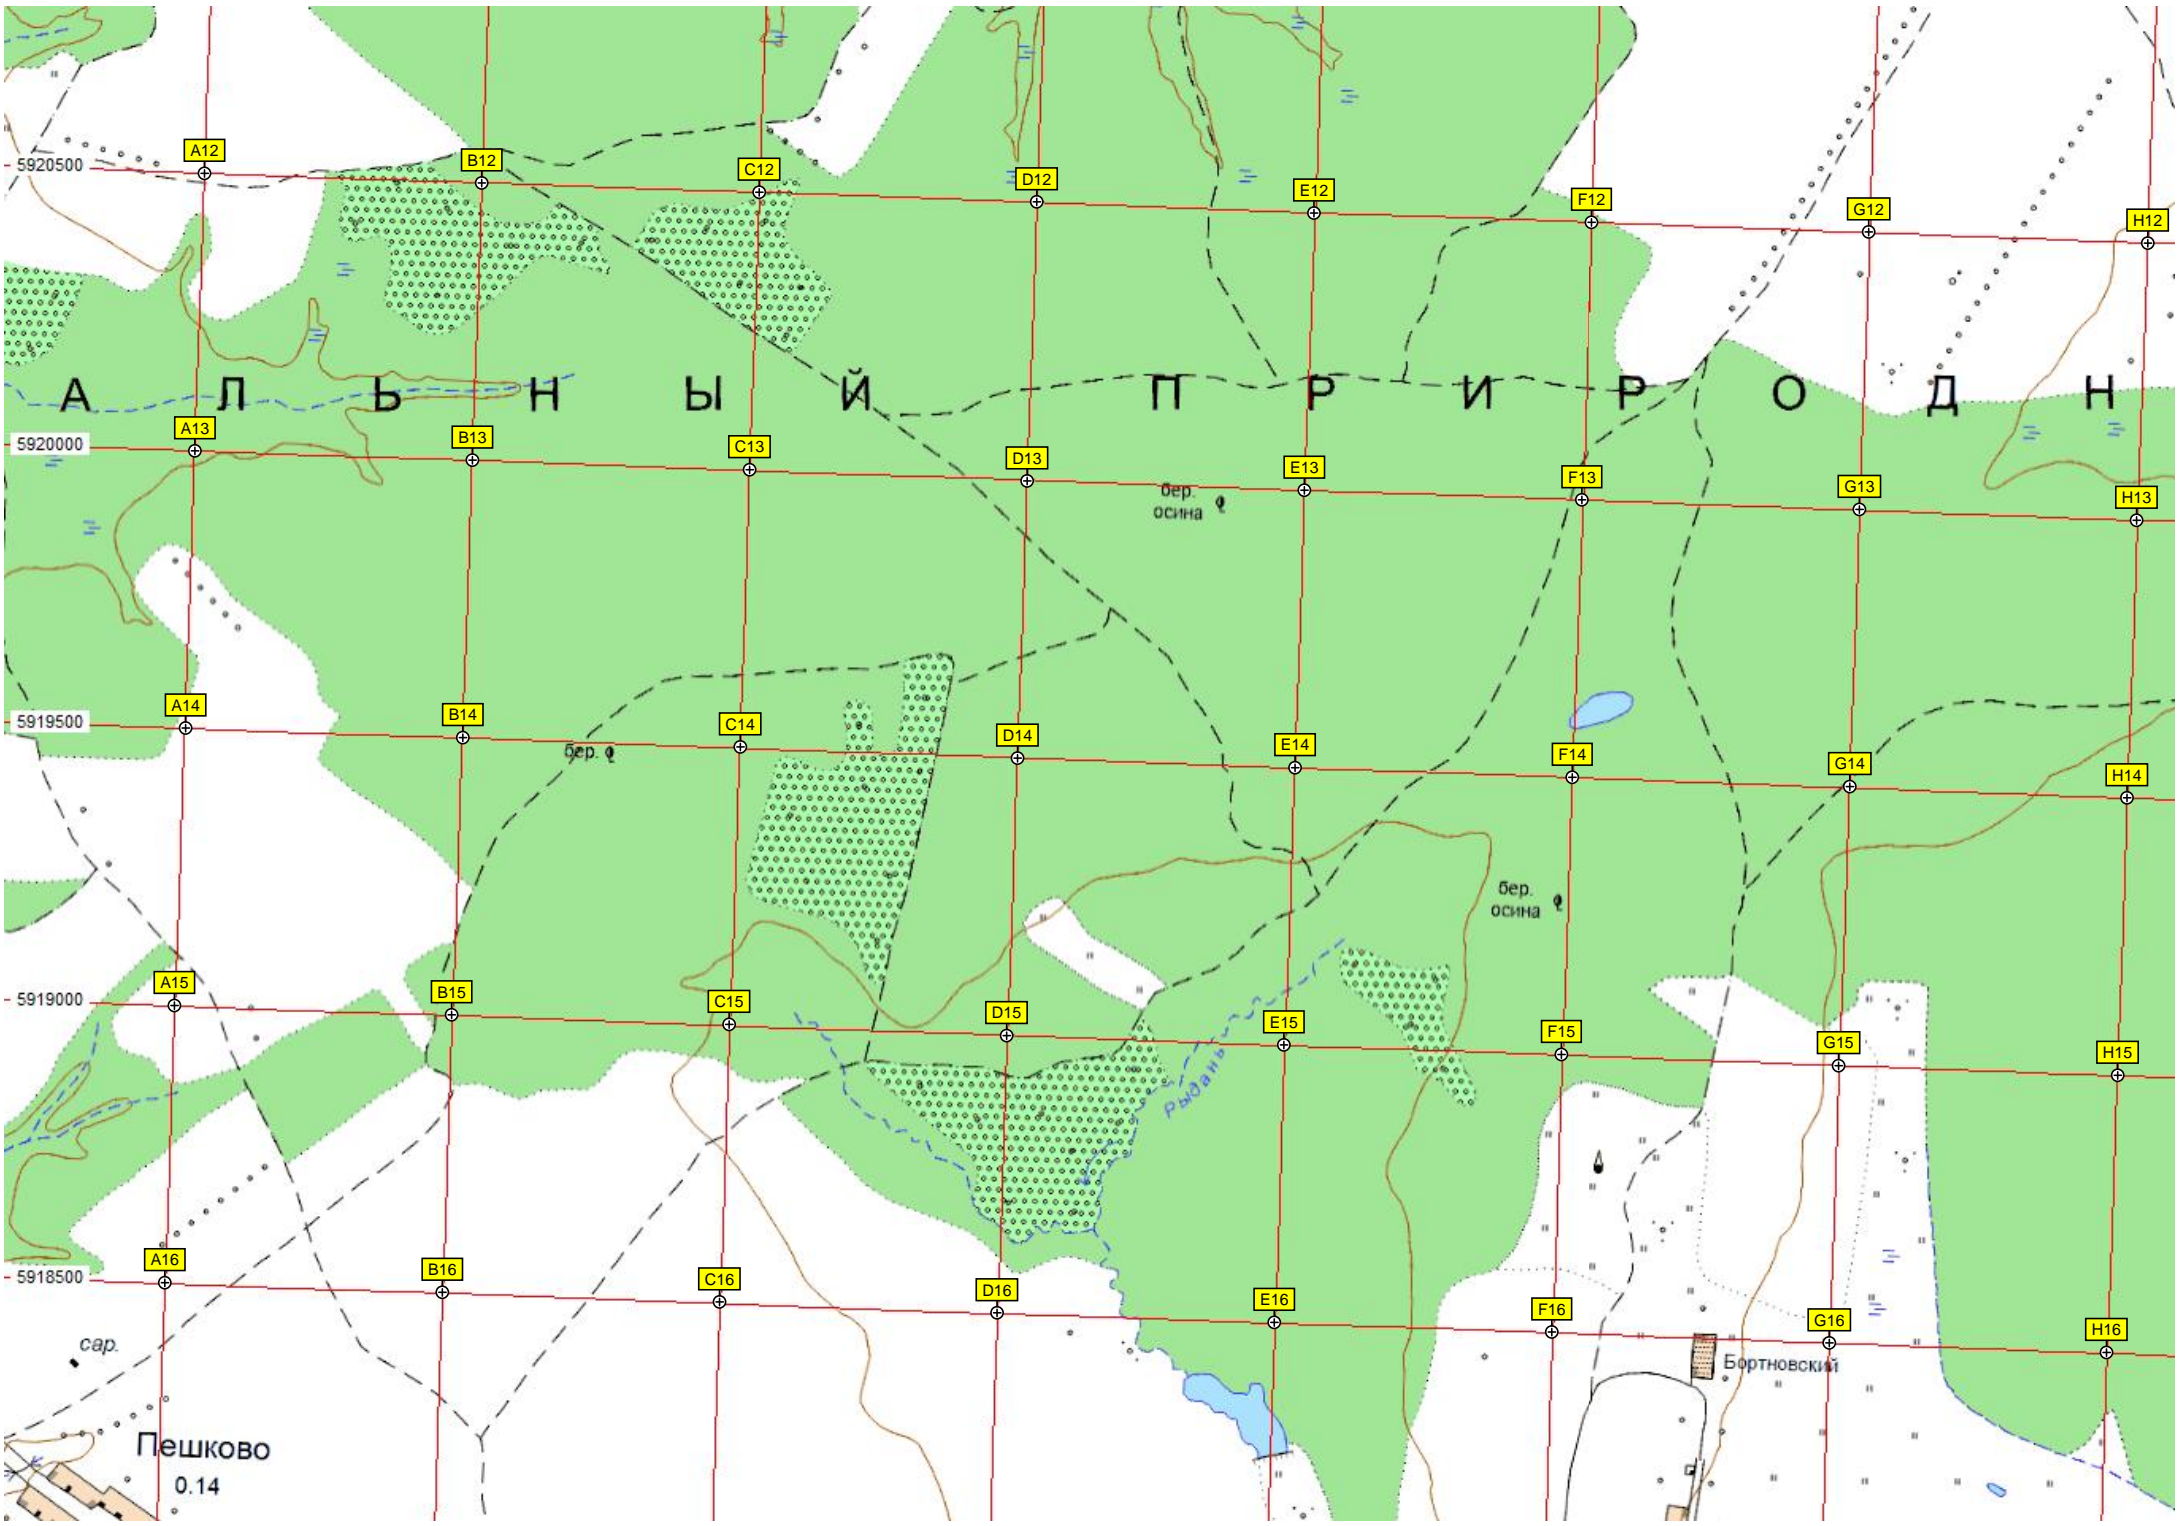 A12 B12 C12 D12 E12 F12 G12 H12
5920500
А Л Ь Н Ы Й П Р И Р О Д Н
A13 B13 C13 D13 E13 F13 G13 H13
5920000
бер.
осина
A14 B14 C14 D14 E14 F14 G14 H14
5919500
бер.
бер.
осина
A15 B15 C15 D15 E15 F15 G15 H15
5919000
Рыдань
A16 B16 C16 D16 E16 F16 G16 H16
5918500
сар.
Бортновский
Пешково
0.14